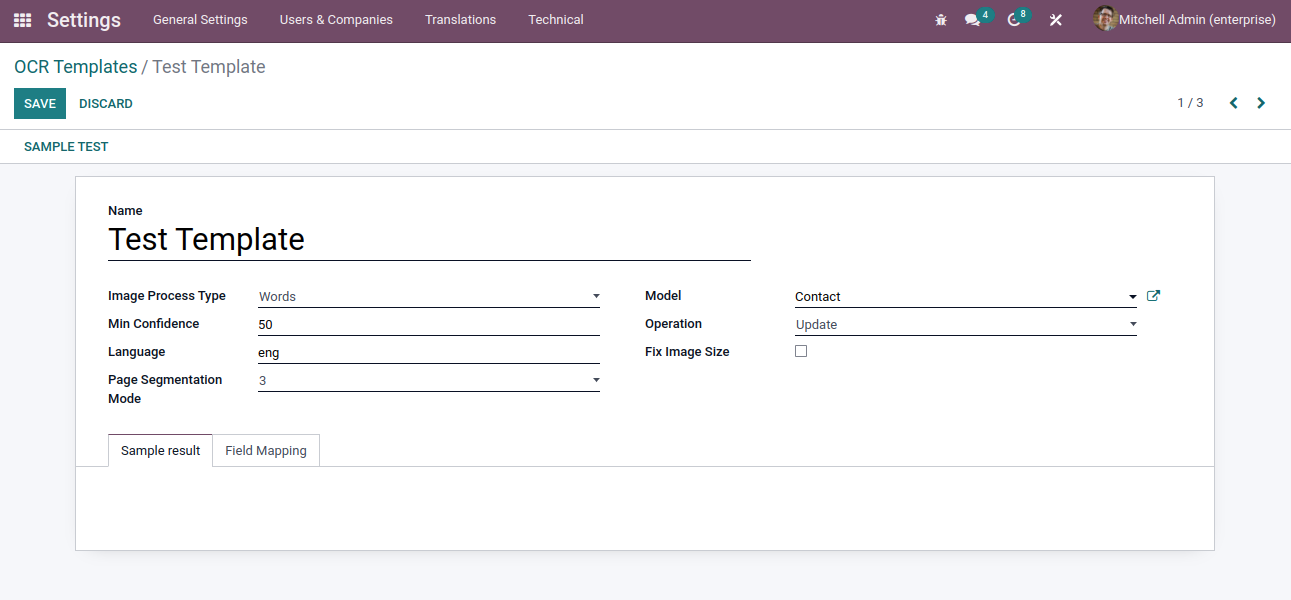 Settings General Settings Users & Companies Translations Technical 4 8 Mitchell Admin (enterprise)
OCR Templates / Test Template
SAVE DISCARD 1 / 3
SAMPLE TEST
Name
Test Template
Image Process Type Words Model Contact
Min Confidence 50 Operation Update
Language eng Fix Image Size
Page Segmentation 3
Mode
Sample result Field Mapping